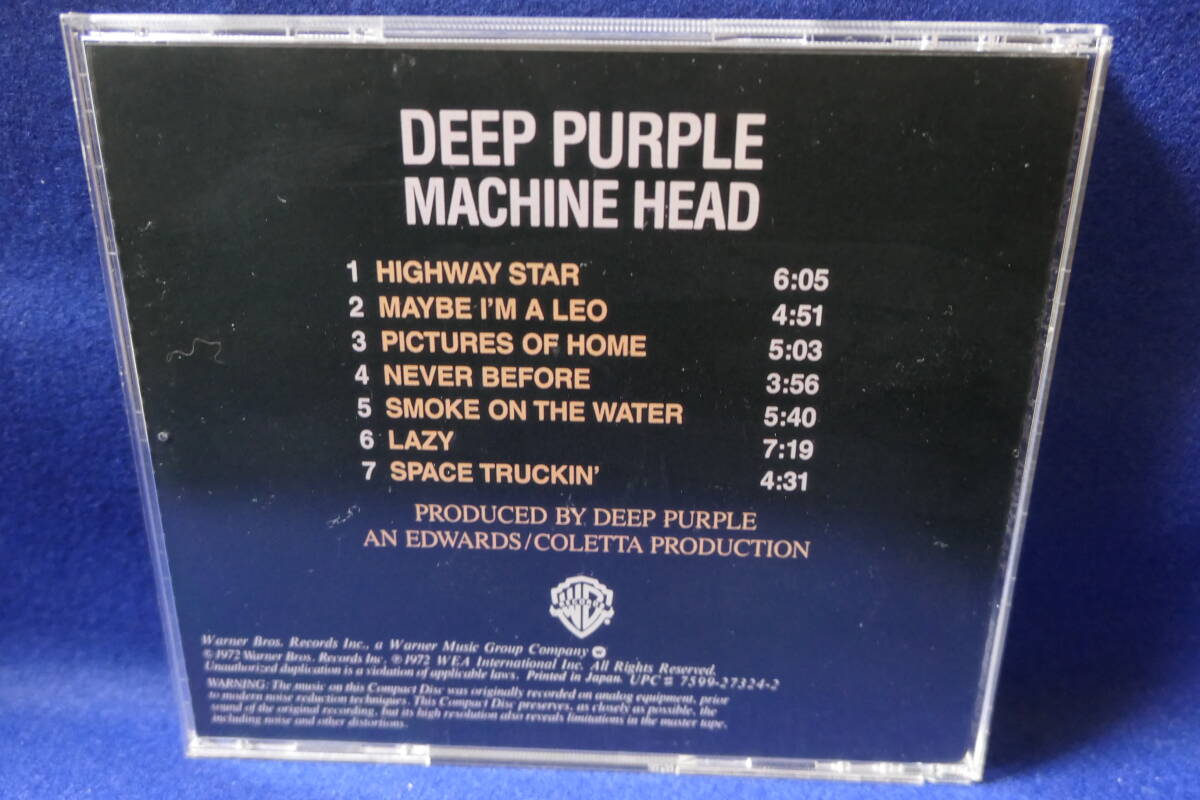 DEEP PURPLE
MACHINE HEAD
1 HIGHWAY STAR 6:05
2 MAYBE I'M A LEO 4:51
3 PICTURES OF HOME 5:03
4 NEVER BEFORE 3:56
5 SMOKE ON THE WATER 5:40
6 LAZY 7:19
7 SPACE TRUCKIN' 4:31
PRODUCED BY DEEP PURPLE
AN EDWARDS/COLETTA PRODUCTION
Warner Bros. Records Inc., a Warner Music Group Company
© 1972 Warner Bros. Records Inc. ℗ 1972 WEA International Inc. All Rights Reserved.
Unauthorized duplication is a violation of applicable laws. Printed in Japan. UPC # 7599-27324-2
WARNING: The music on this Compact Disc was originally recorded on analog equipment, prior
to modern noise reduction techniques. This Compact Disc preserves, as closely as possible, the
sound of the original recording, but its high resolution also reveals limitations in the master tape,
including noise and other distortions.